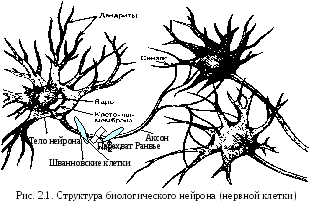 Дендриты
Синапс
Ядро
Клеточная
мембрана
Тело нейрона
Аксон
Перехват Ранвье
Шванновские клетки
Рис. 2.1. Структура биологического нейрона (нервной клетки)